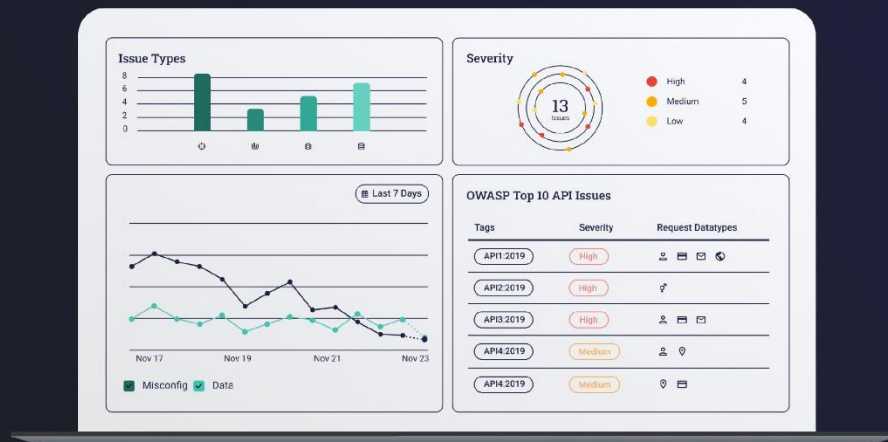 Issue Types
8
6
4
2
0
Severity
13
Issues
High 4
Medium 5
Low 4
Last 7 Days
Nov 17 Nov 19 Nov 21 Nov 23
Misconfig Data
OWASP Top 10 API Issues
Tags Severity Request Datatypes
API1:2019 High
API2:2019 High
API3:2019 High
API4:2019 Medium
API4:2019 Medium